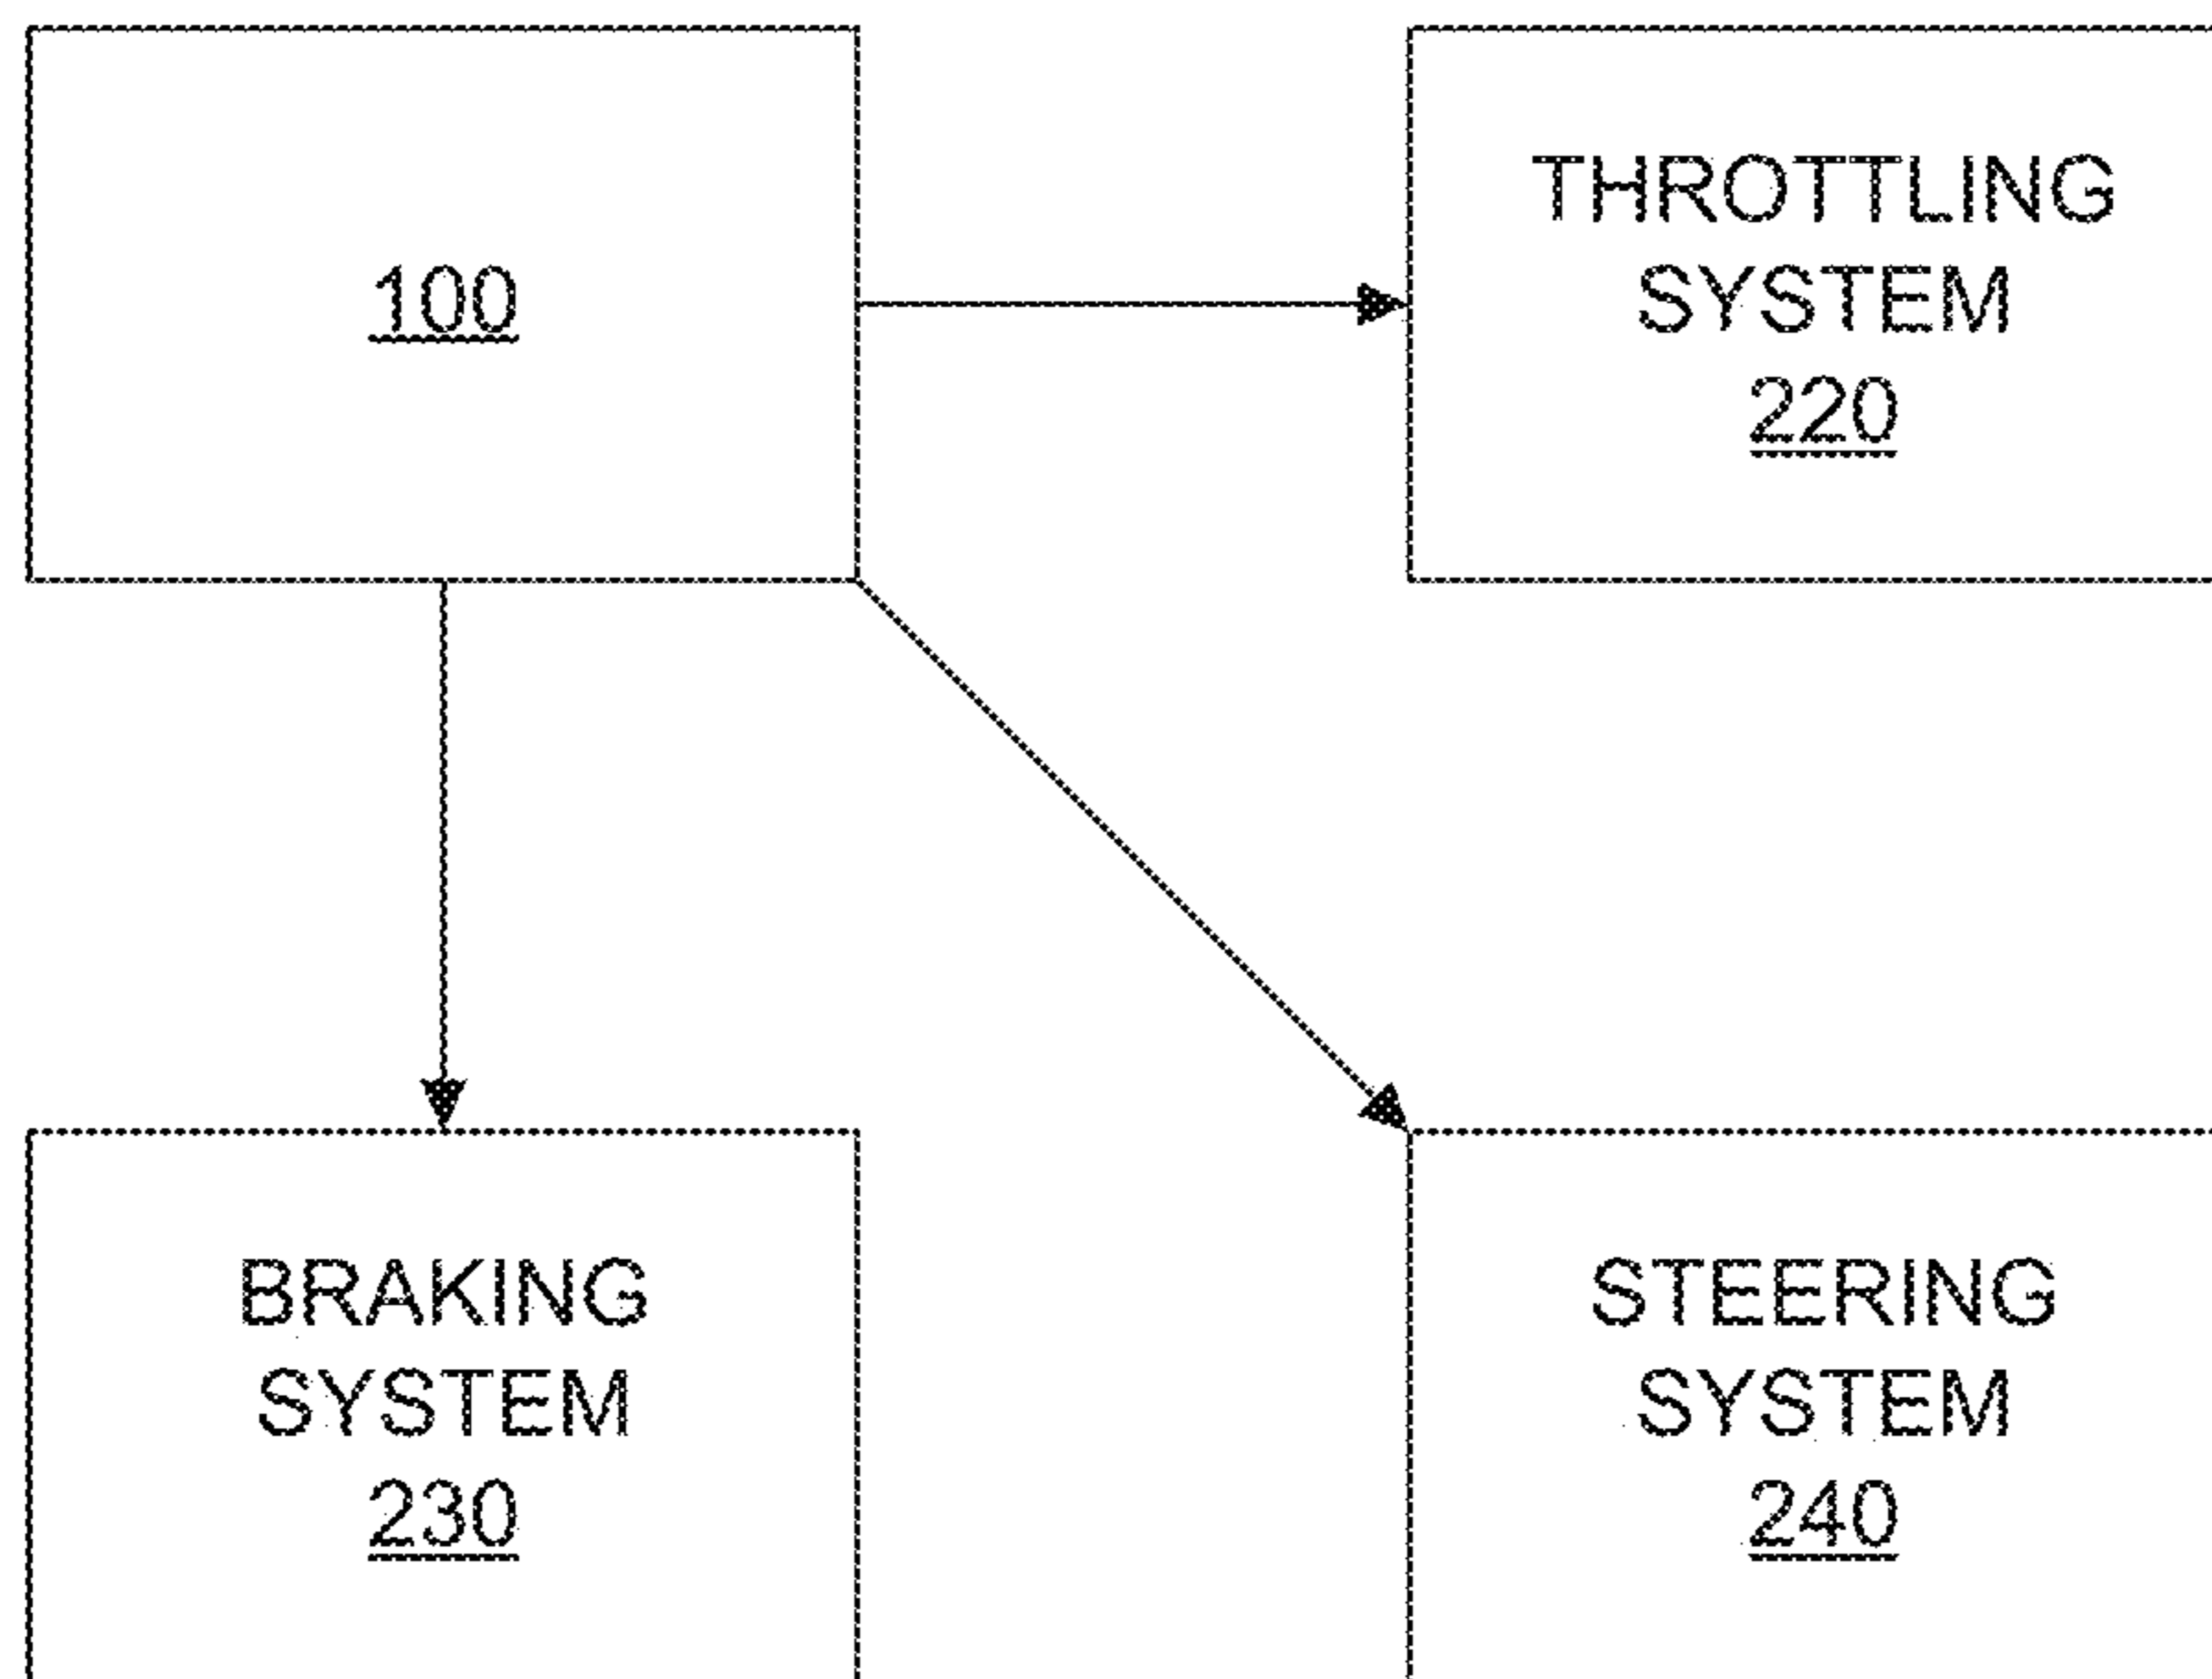 100
THROTTLING
SYSTEM
220
BRAKING
SYSTEM
230
STEERING
SYSTEM
240